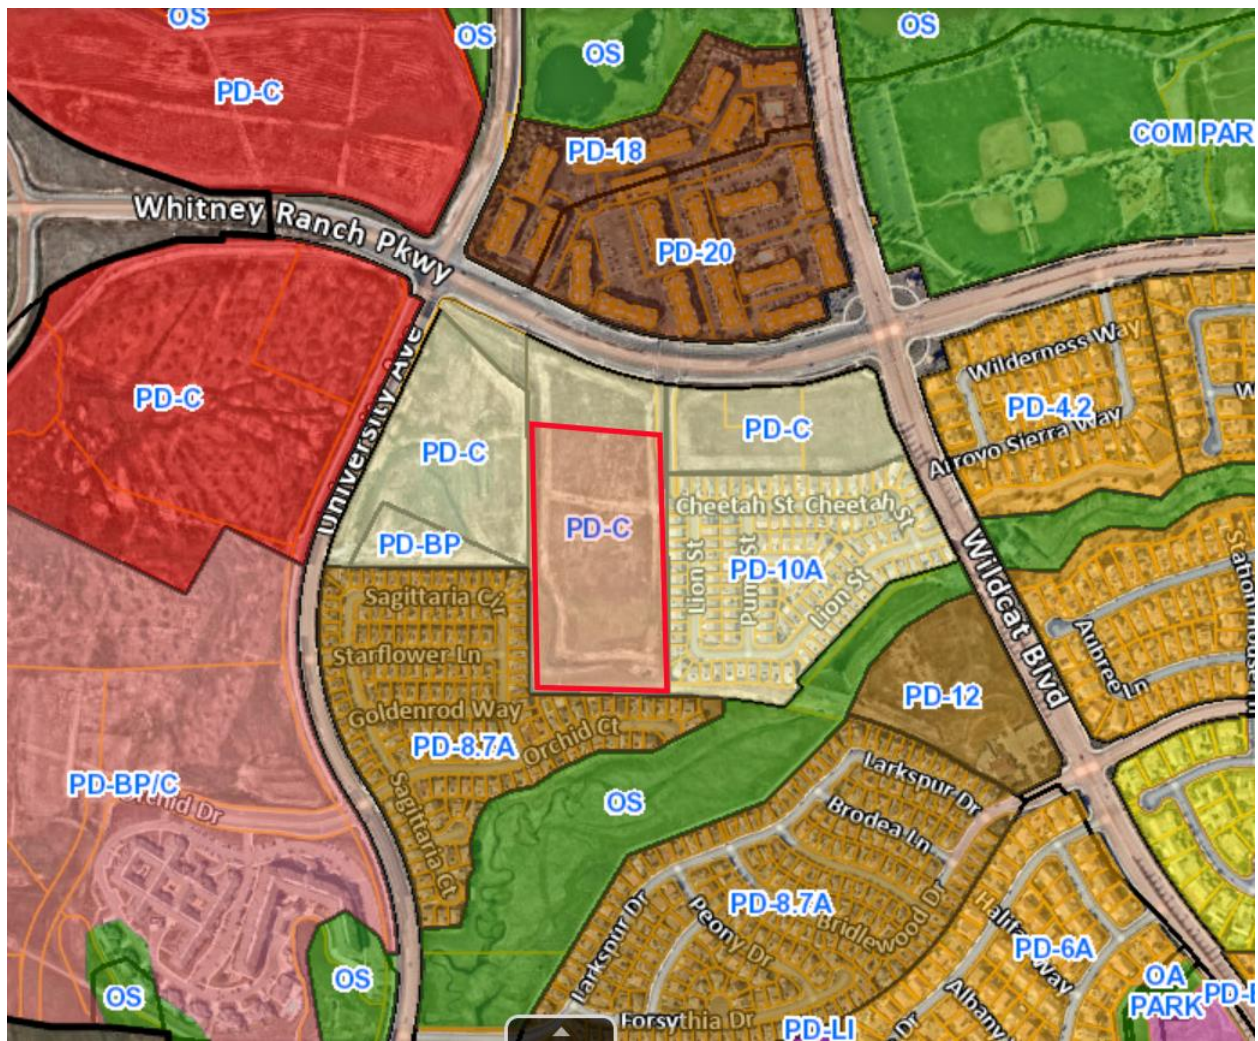 OS
OS
OS
OS
PD-C
COM PAR
PD-18
Whitney Ranch Pkwy
PD-20
Wilderness Way
PD-C
PD-4.2
University Ave
PD-C
PD-C
Arroyo Sierra Way
Cheetah St Cheetah St
PD-C
PD-BP
PD-10A
Lion St
Lion St
Wildcat Blvd
Sagittaria Cir
Starflower Ln
Aubree Ln
PD-12
Goldenrod Way
Orchid Ct
PD-8.7A
PD-BP/C
Orchid Dr
OS
Larkspur Dr
Brodea Ln
Sagittaria Ct
PD-8.7A
Larkspur Dr
Peony Dr
Bridlewood Dr
Halifax Way
PD-6A
OS
OS
OA
PARK
Albany
Forsythia Dr
Dr
PD-LI